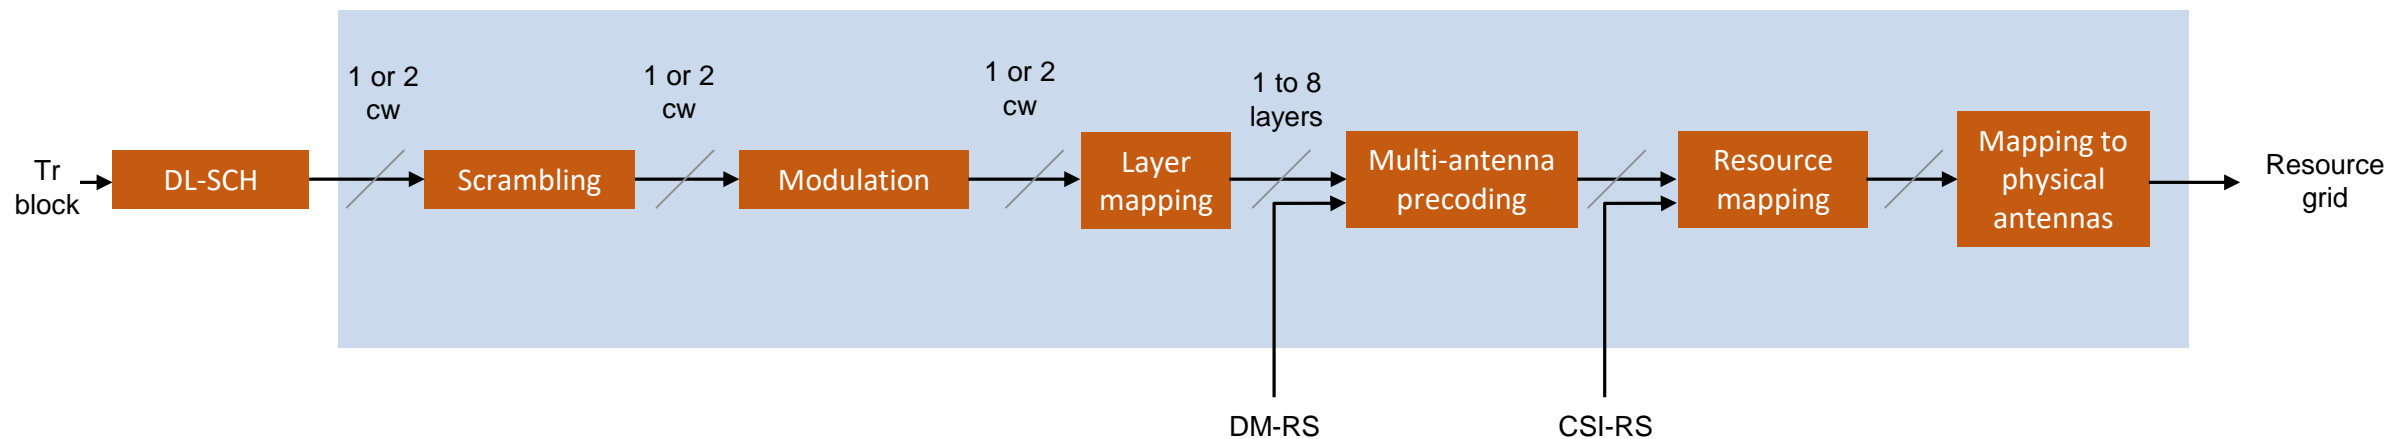 Tr
block
DL-SCH
1 or 2
cw
Scrambling
1 or 2
cw
Modulation
1 or 2
cw
Layer
mapping
1 to 8
layers
Multi-antenna
precoding
Resource
mapping
Mapping to
physical
antennas
Resource
grid
DM-RS
CSI-RS